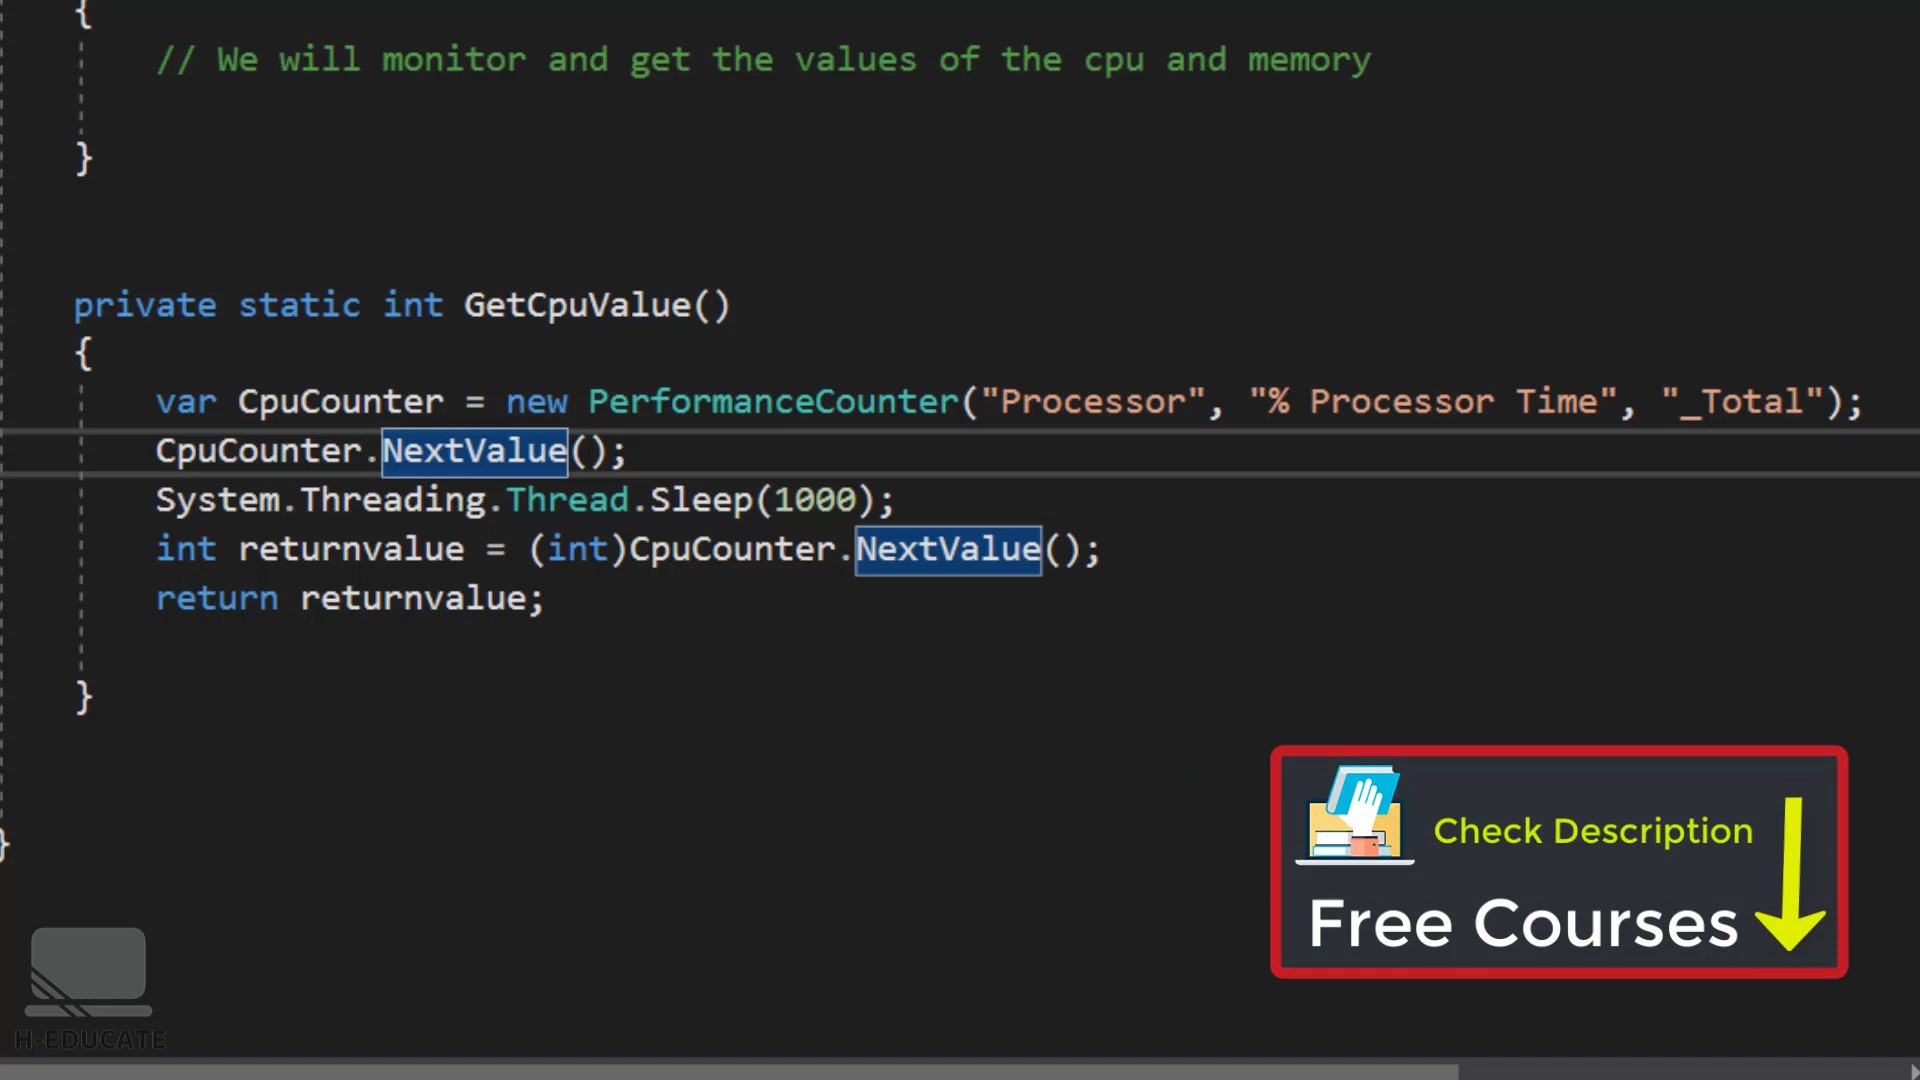 {
// We will monitor and get the values of the cpu and memory
}
private static int GetCpuValue()
{
var CpuCounter = new PerformanceCounter("Processor", "% Processor Time", "_Total");
CpuCounter.NextValue();
System.Threading.Thread.Sleep(1000);
int returnvalue = (int)CpuCounter.NextValue();
return returnvalue;
}
}
Check Description
Free Courses
H-EDUCATE